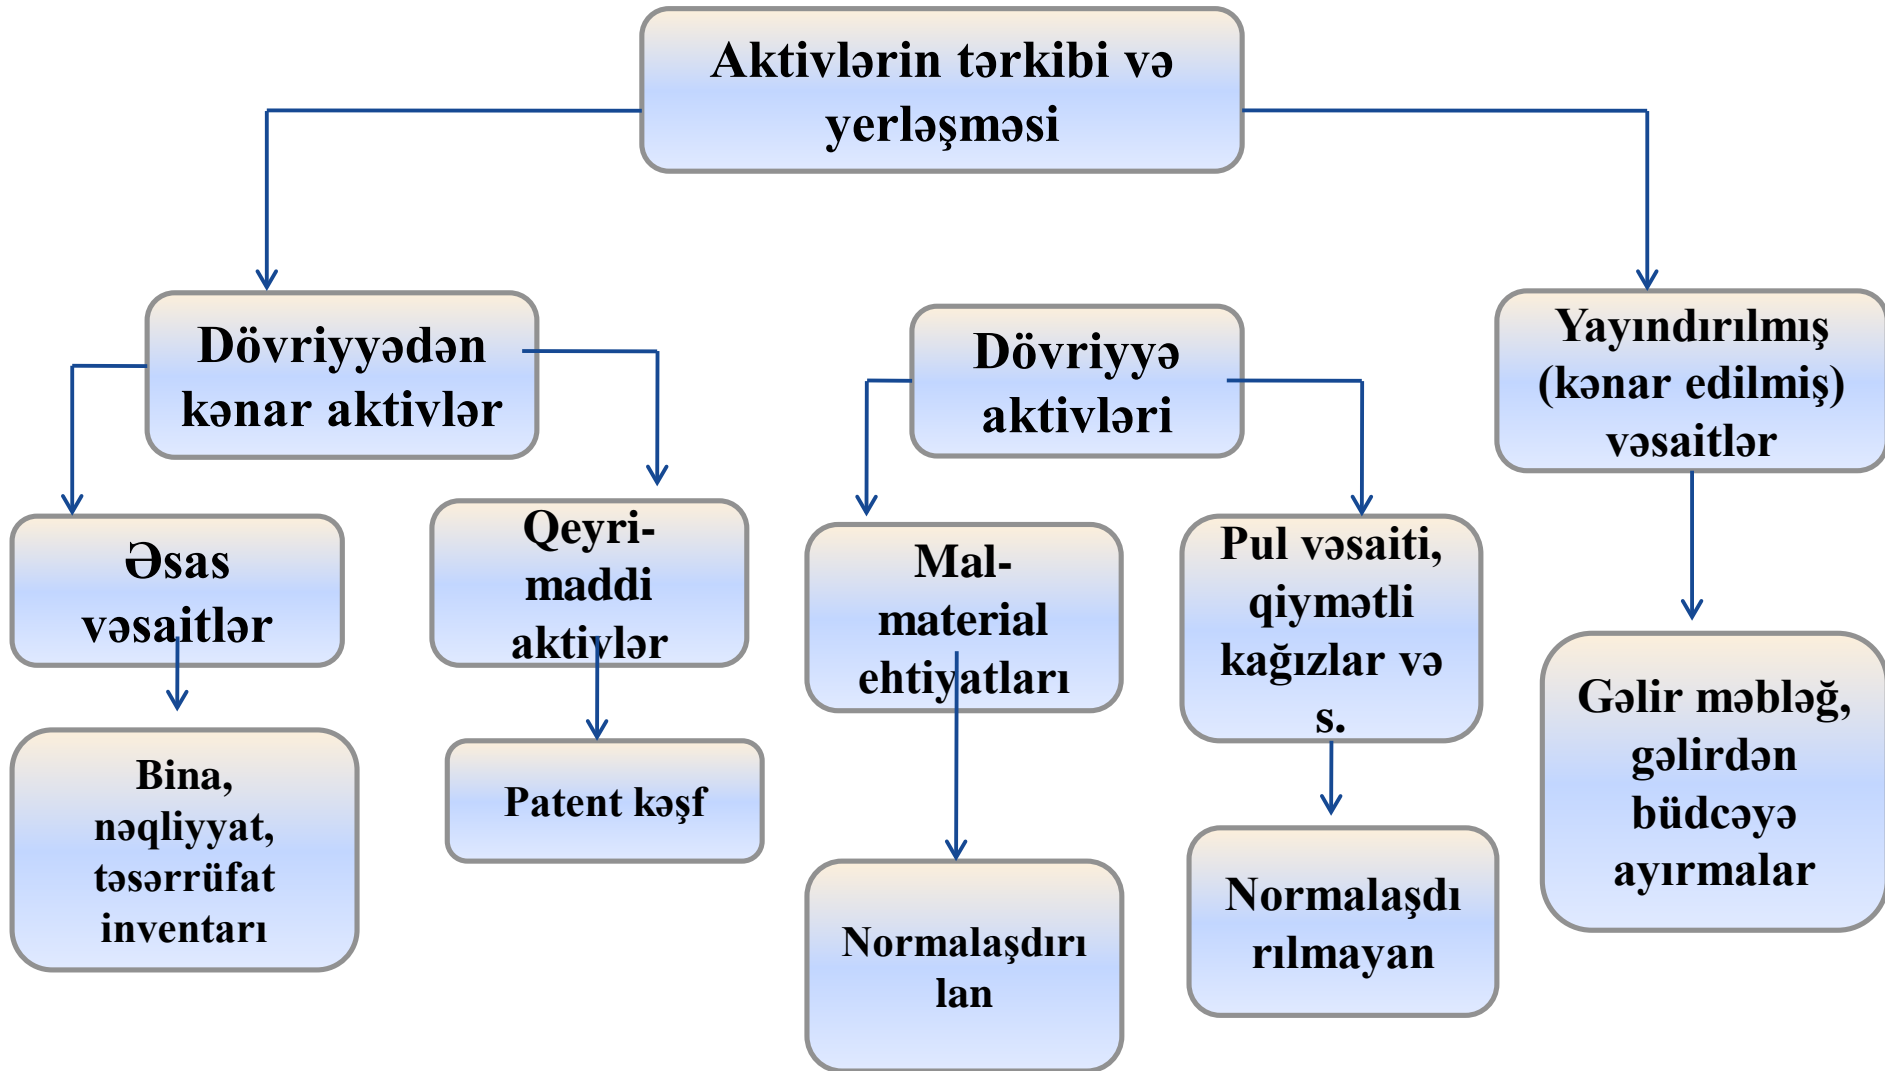 Aktivlərin tərkibi və
yerləşməsi
Dövriyyədən
kənar aktivlər
Dövriyyə
aktivləri
Yayındırılmış
(kənar edilmiş)
vəsaitlər
Əsas
vəsaitlər
Qeyri-
maddi
aktivlər
Mal-
material
ehtiyatları
Pul vəsaiti,
qiymətli
kağızlar və
s.
Bina,
nəqliyyat,
təsərrüfat
inventarı
Patent kəşf
Normalaşdırı
lan
Normalaşdı
rılmayan
Gəlir məbləğ,
gəlirdən
büdcəyə
ayırmalar